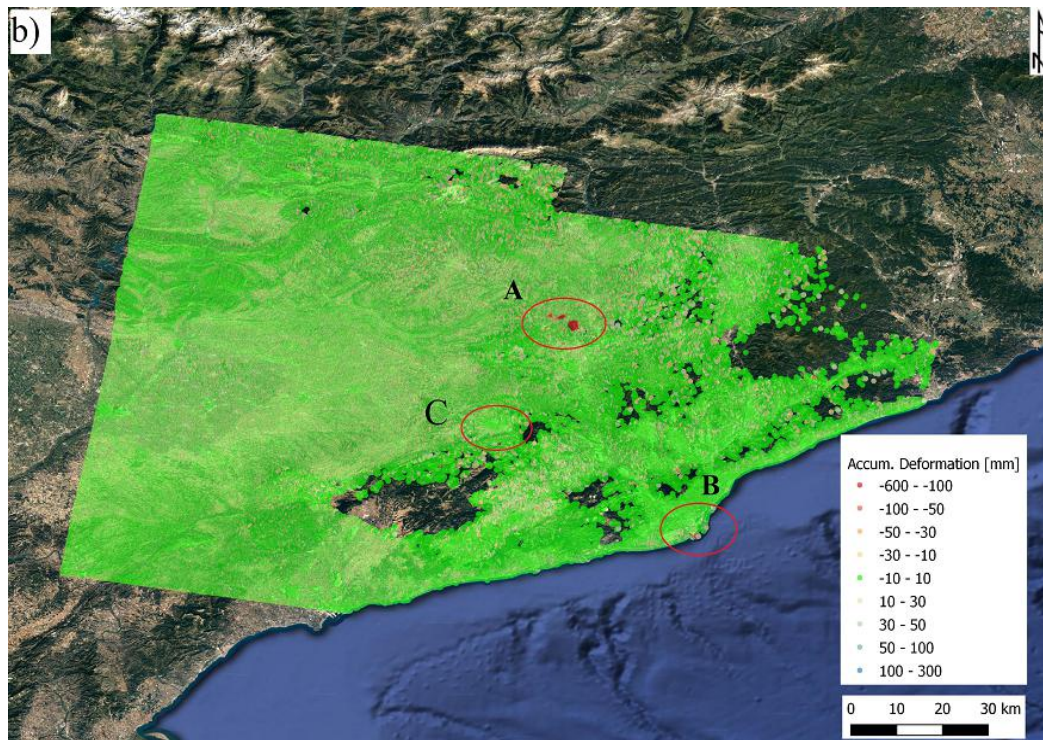 b)
N
A
C
B
Accum. Deformation [mm]
-600 - -100
-100 - -50
-50 - -30
-30 - -10
-10 - 10
10 - 30
30 - 50
50 - 100
100 - 300
0 10 20 30 km